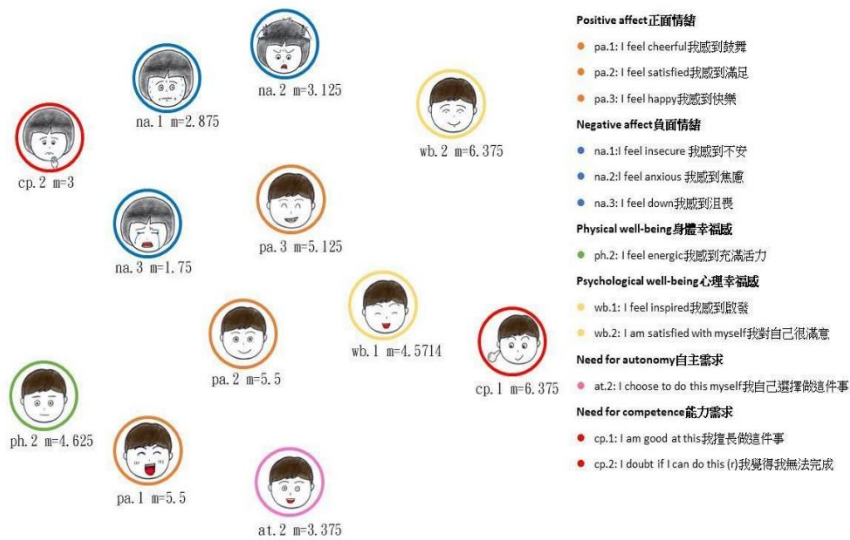 na.2 m=3.125
na.1 m=2.875
wb.2 m=6.375
cp.2 m=3
pa.3 m=5.125
na.3 m=1.75
wb.1 m=4.5714
pa.2 m=5.5
cp.1 m=6.375
ph.2 m=4.625
pa.1 m=5.5
at.2 m=3.375
Positive affect正面情緒
pa.1: I feel cheerful我感到鼓舞
pa.2: I feel satisfied我感到滿足
pa.3: I feel happy我感到快樂
Negative affect負面情緒
na.1:I feel insecure 我感到不安
na.2:I feel anxious 我感到焦慮
na.3: I feel down我感到沮喪
Physical well-being身體幸福感
ph.2: I feel energic我感到充滿活力
Psychological well-being心理幸福感
wb.1: I feel inspired我感到啟發
wb.2: I am satisfied with myself我對自己很滿意
Need for autonomy自主需求
at.2: I choose to do this myself我自己選擇做這件事
Need for competence能力需求
cp.1: I am good at this我擅長做這件事
cp.2: I doubt if I can do this (r)我覺得我無法完成